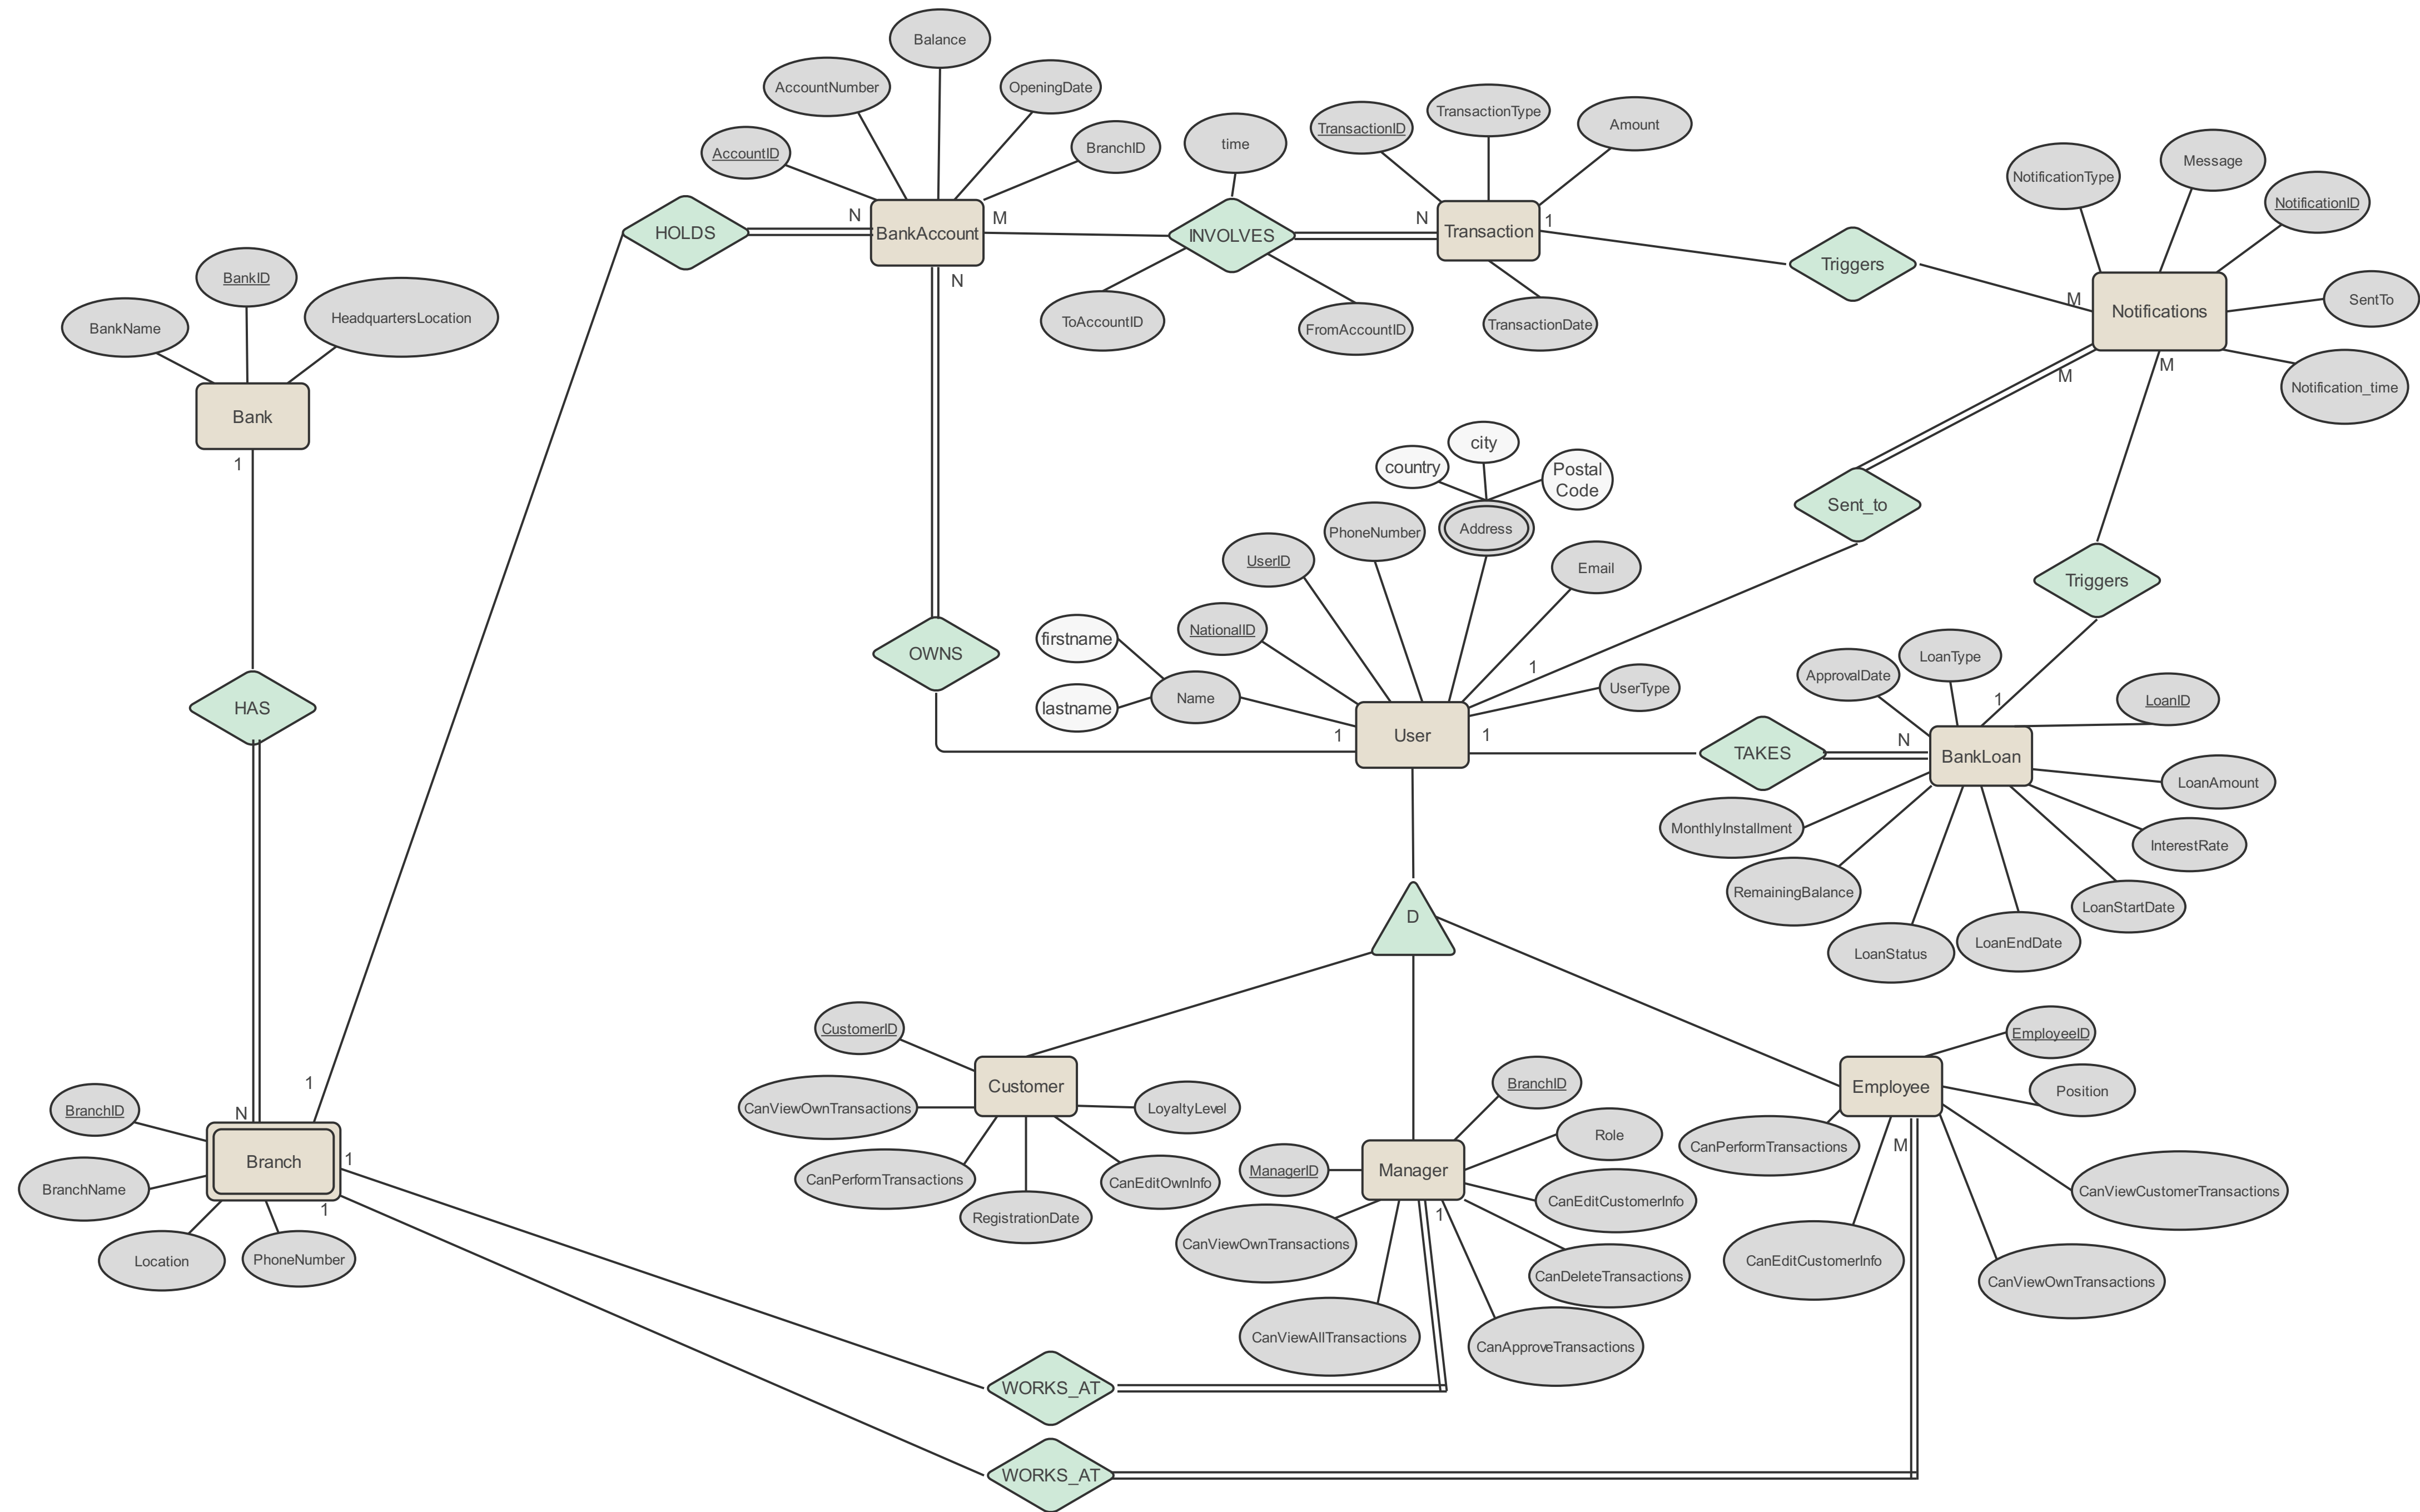 Balance
AccountNumber
OpeningDate
AccountID
BranchID
time
TransactionID
TransactionType
Amount
NotificationType
Message
NotificationID
HOLDS
N
BankAccount
M
INVOLVES
N
Transaction
1
Triggers
M
Notifications
SentTo
Notification_time
N
ToAccountID
FromAccountID
TransactionDate
M
M
BankName
BankID
HeadquartersLocation
Bank
1
country
city
Postal
Code
PhoneNumber
Address
UserID
Email
Sent_to
NationalID
firstname
lastname
Name
OWNS
1
UserType
1
User
1
Triggers
ApprovalDate
LoanType
LoanID
1
TAKES
N
BankLoan
LoanAmount
MonthlyInstallment
InterestRate
RemainingBalance
LoanStartDate
LoanStatus
LoanEndDate
HAS
D
CustomerID
Customer
CanViewOwnTransactions
LoyaltyLevel
CanPerformTransactions
CanEditOwnInfo
RegistrationDate
BranchID
Role
ManagerID
Manager
CanEditCustomerInfo
1
CanViewOwnTransactions
CanDeleteTransactions
CanViewAllTransactions
CanApproveTransactions
EmployeeID
Employee
Position
CanPerformTransactions
M
CanViewCustomerTransactions
CanEditCustomerInfo
CanViewOwnTransactions
1
N
BranchID
Branch
1
BranchName
1
Location
PhoneNumber
WORKS_AT
WORKS_AT